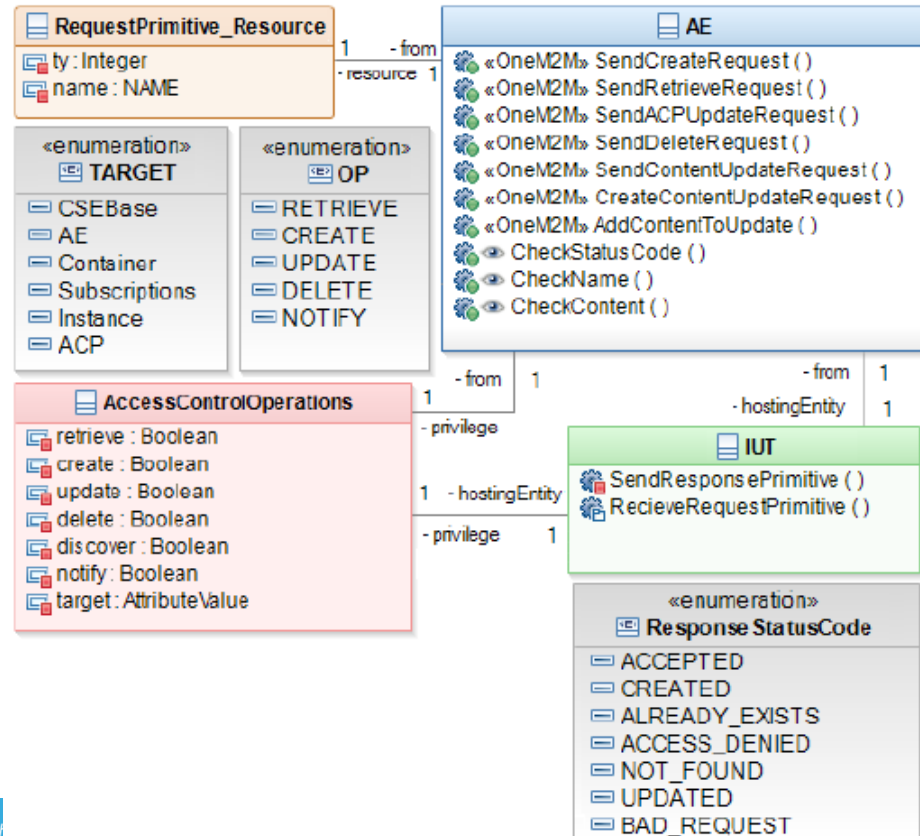 RequestPrimitive_Resource
ty : Integer
name : NAME
1 - from
- resource 1
AE
«OneM2M» SendCreateRequest ( )
«OneM2M» SendRetrieveRequest ( )
«OneM2M» SendACPUpdateRequest ( )
«OneM2M» SendDeleteRequest ( )
«OneM2M» SendContentUpdateRequest ( )
«OneM2M» CreateContentUpdateRequest ( )
«OneM2M» AddContentToUpdate ( )
CheckStatusCode ( )
CheckName ( )
CheckContent ( )
«enumeration»
TARGET
CSEBase
AE
Container
Subscriptions
Instance
ACP
«enumeration»
OP
RETRIEVE
CREATE
UPDATE
DELETE
NOTIFY
- from 1
1
- privilege
- from 1
- hostingEntity 1
AccessControlOperations
retrieve : Boolean
create : Boolean
update : Boolean
delete : Boolean
discover : Boolean
notify : Boolean
target : AttributeValue
1 - hostingEntity
- privilege 1
IUT
SendResponsePrimitive ( )
RecieveRequestPrimitive ( )
«enumeration»
ResponseStatusCode
ACCEPTED
CREATED
ALREADY_EXISTS
ACCESS_DENIED
NOT_FOUND
UPDATED
BAD_REQUEST